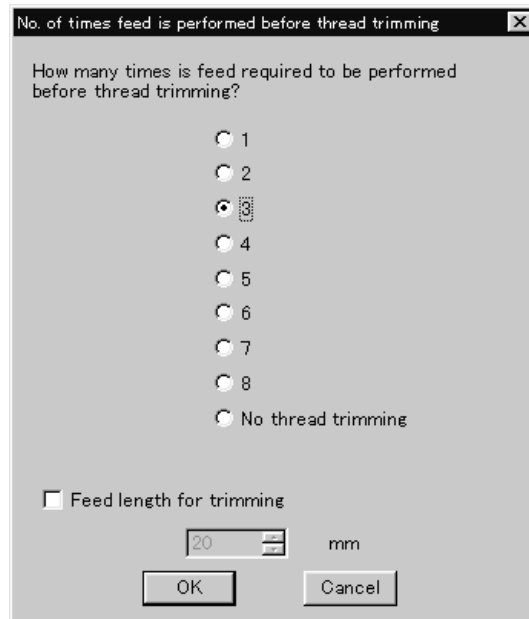 No. of times feed is performed before thread trimming
How many times is feed required to be performed
before thread trimming?
1
2
3
4
5
6
7
8
No thread trimming
Feed length for trimming
20 mm
OK Cancel